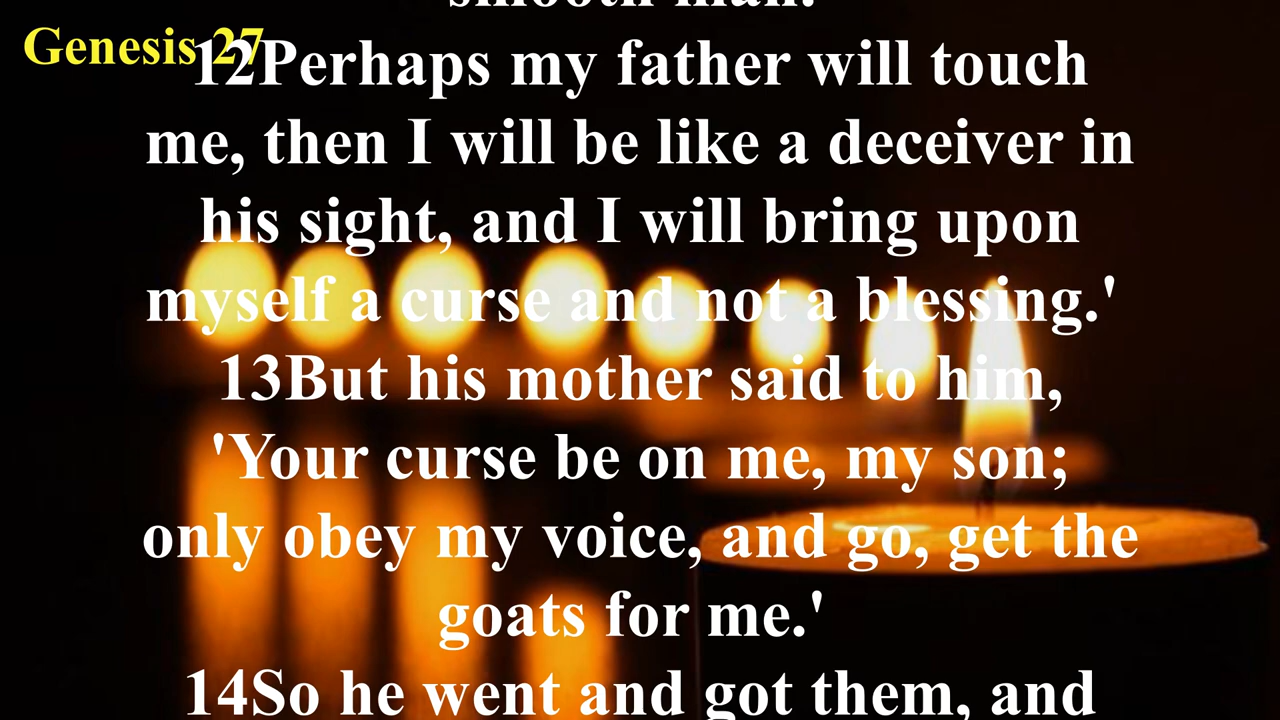 smooth man.
Genesis 27
12Perhaps my father will touch
me, then I will be like a deceiver in
his sight, and I will bring upon
myself a curse and not a blessing.'
13But his mother said to him,
'Your curse be on me, my son;
only obey my voice, and go, get the
goats for me.'
14So he went and got them, and